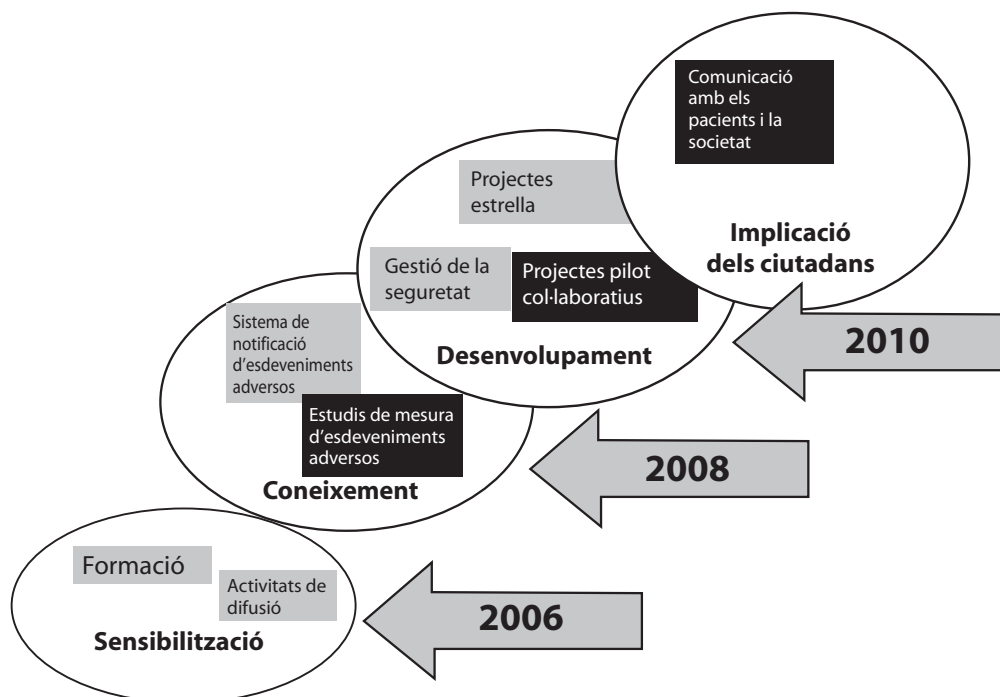 Comunicació
amb els
pacients i la
societat
Implicació
dels ciutadans
Projectes
estrella
Gestió de la
seguretat
Projectes pilot
col·laboratius
Desenvolupament
2010
Sistema de
notificació
d'esdeveniments
adversos
Estudis de mesura
d'esdeveniments
adversos
Coneixement
2008
Formació
Activitats de
difusió
Sensibilització
2006